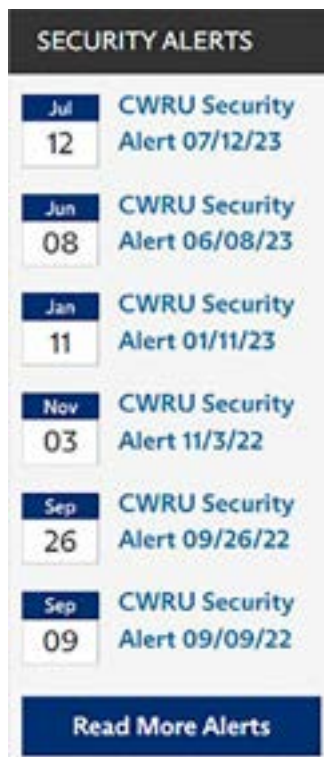 SECURITY ALERTS
Jul
12
CWRU Security
Alert 07/12/23
Jun
08
CWRU Security
Alert 06/08/23
Jan
11
CWRU Security
Alert 01/11/23
Nov
03
CWRU Security
Alert 11/3/22
Sep
26
CWRU Security
Alert 09/26/22
Sep
09
CWRU Security
Alert 09/09/22
Read More Alerts